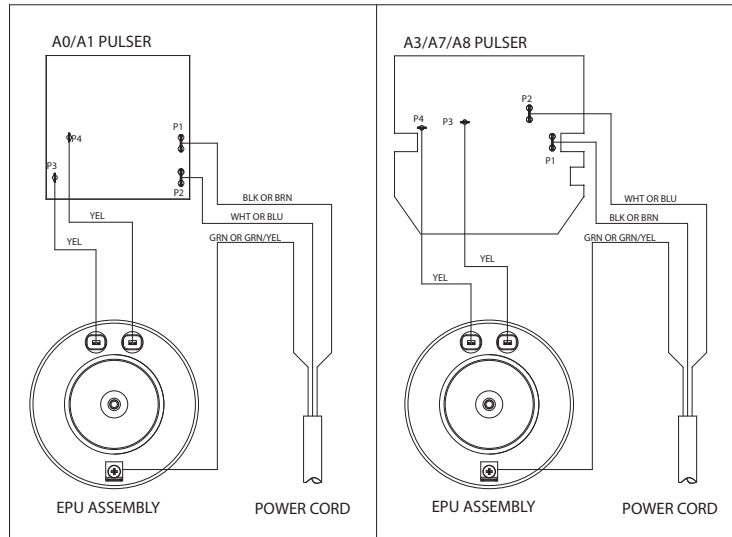 A0/A1 PULSER
P4
P1
P3
P2
BLK OR BRN
WHT OR BLU
YEL
GRN OR GRN/YEL
YEL
EPU ASSEMBLY
POWER CORD
A3/A7/A8 PULSER
P2
P4
P3
P1
WHT OR BLU
BLK OR BRN
GRN OR GRN/YEL
YEL
YEL
EPU ASSEMBLY
POWER CORD